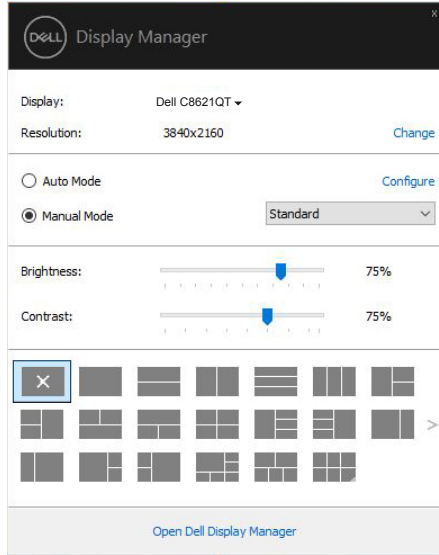 x
DELL Display Manager
Display: Dell C8621QT
Resolution: 3840x2160 Change
Auto Mode Configure
Manual Mode Standard
Brightness: 75%
Contrast: 75%
>
Open Dell Display Manager